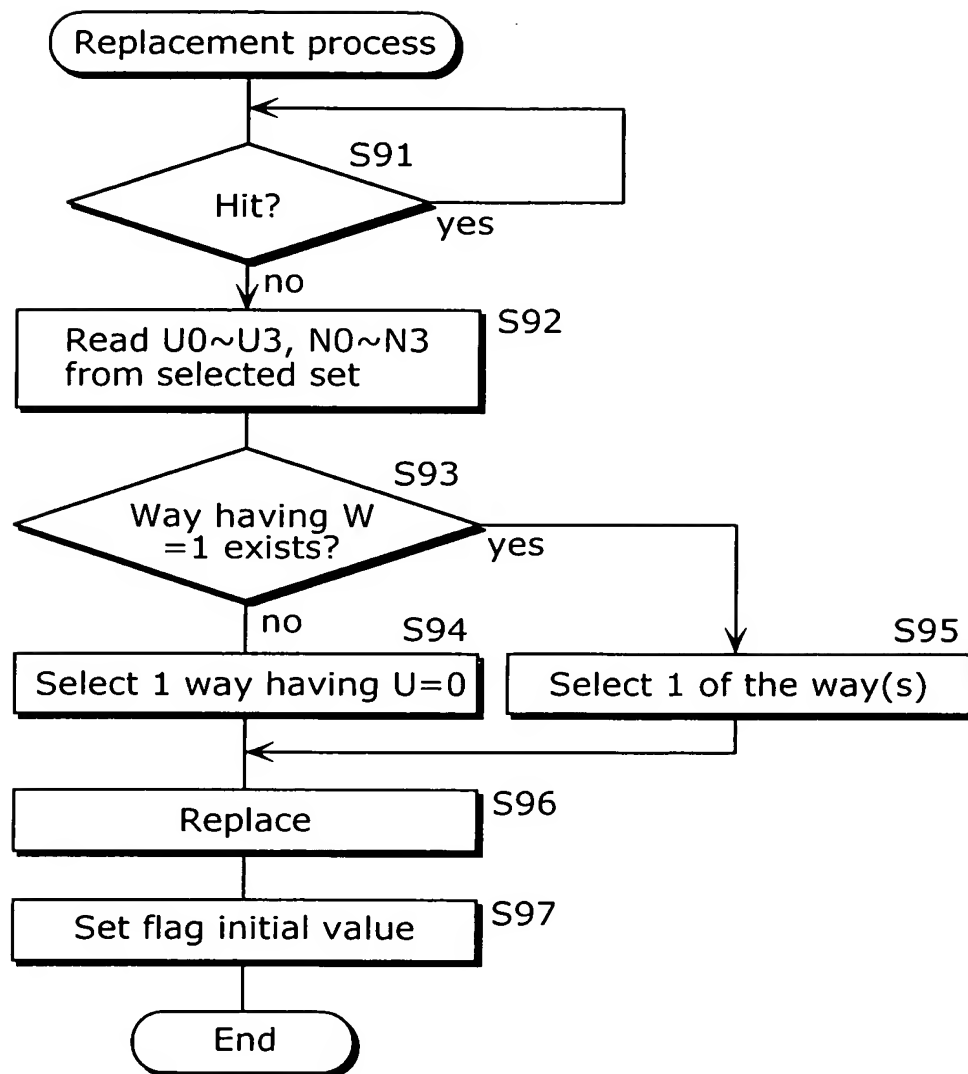 Replacement process
S91
Hit?
yes
no
S92
Read U0~U3, N0~N3
from selected set
S93
Way having W
=1 exists?
yes
no
S94
S95
Select 1 way having U=0
Select 1 of the way(s)
Replace
S96
Set flag initial value
S97
End